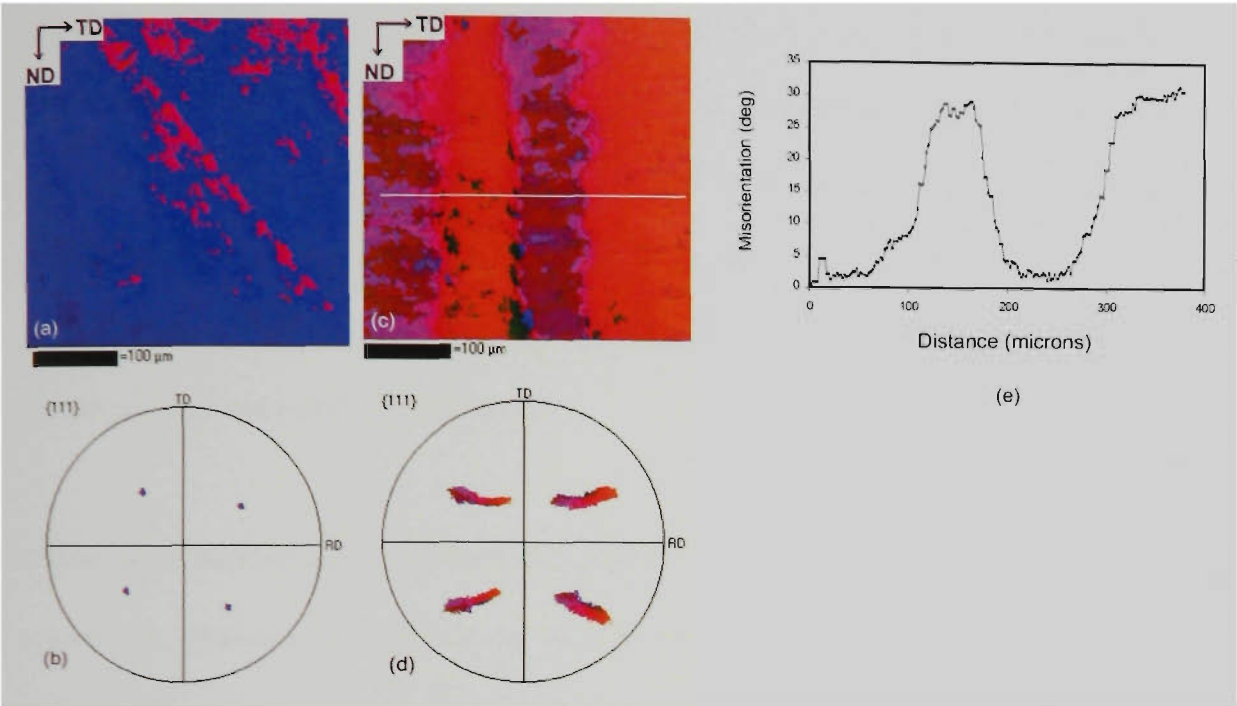 TD
ND
(a)
=100 µm
TD
ND
(c)
=100 µm
{111}
TD
RD
(b)
{111}
TD
RD
(d)
Misorientation (deg)
35
30
25
20
15
10
5
0
0 100 200 300 400
Distance (microns)
(e)